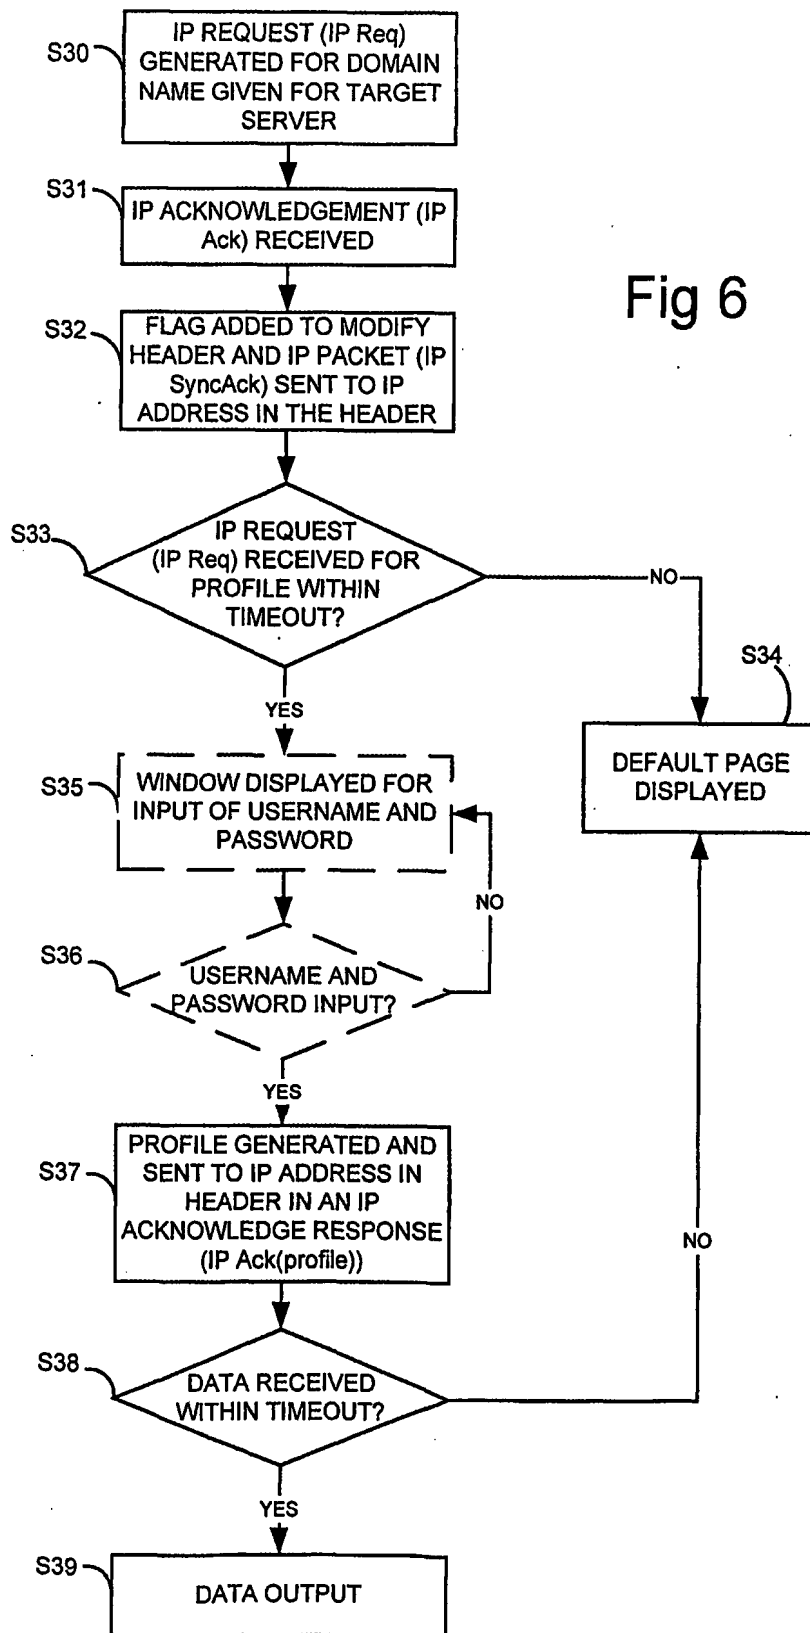 S30
IP REQUEST (IP Req)
GENERATED FOR DOMAIN
NAME GIVEN FOR TARGET
SERVER
S31
IP ACKNOWLEDGEMENT (IP
Ack) RECEIVED
Fig 6
S32
FLAG ADDED TO MODIFY
HEADER AND IP PACKET (IP
SyncAck) SENT TO IP
ADDRESS IN THE HEADER
S33
IP REQUEST
(IP Req) RECEIVED FOR
PROFILE WITHIN
TIMEOUT?
NO
YES
S34
DEFAULT PAGE
DISPLAYED
S35
WINDOW DISPLAYED FOR
INPUT OF USERNAME AND
PASSWORD
NO
S36
USERNAME AND
PASSWORD INPUT?
YES
S37
PROFILE GENERATED AND
SENT TO IP ADDRESS IN
HEADER IN AN IP
ACKNOWLEDGE RESPONSE
(IP Ack(profile))
NO
S38
DATA RECEIVED
WITHIN TIMEOUT?
YES
S39
DATA OUTPUT